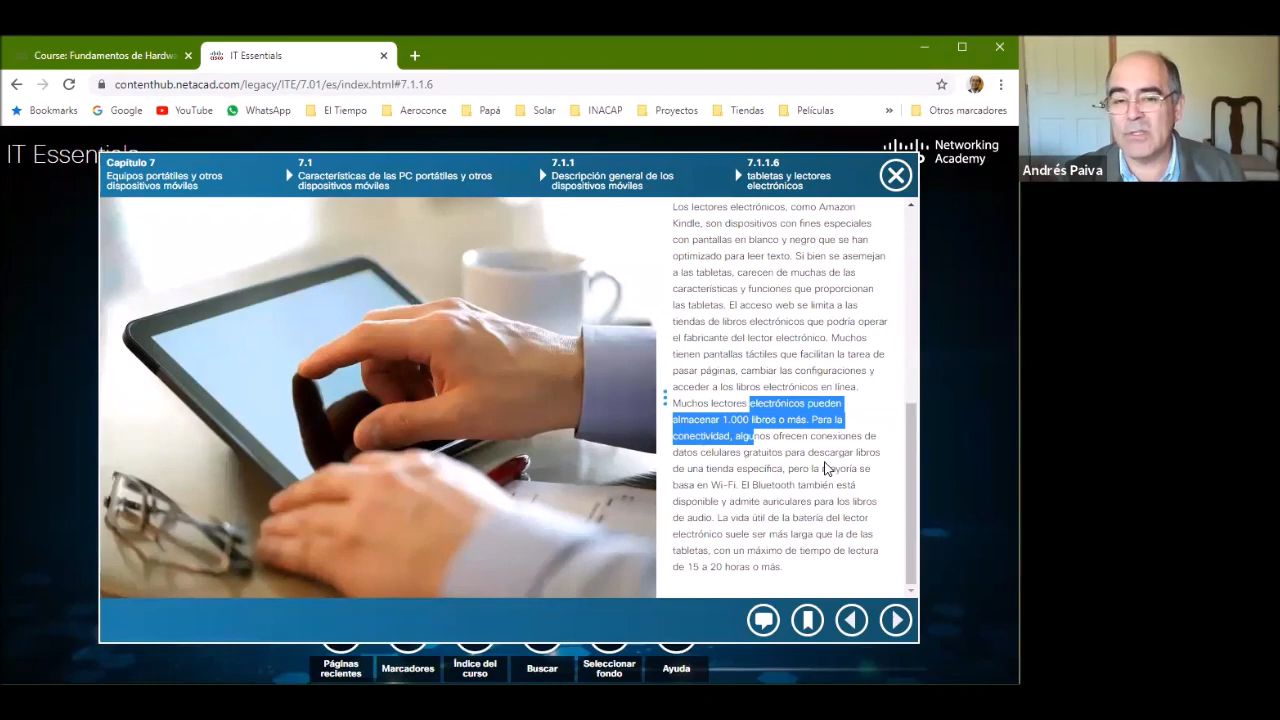 Course: Fundamentos de Hardwa
IT Essentials
contenthub.netacad.com/legacy/ITE/7.01/es/index.html#7.1.1.6
Bookmarks
Google
YouTube
WhatsApp
El Tiempo
Aeroconce
Papá
Solar
INACAP
Proyectos
Tiendas
Películas
»
Otros marcadores
IT Essentials
cisco
Networking
Academy
Andrés Paiva
Capítulo 7
Equipos portátiles y otros
dispositivos móviles
7.1
Características de las PC portátiles y otros
dispositivos móviles
7.1.1
Descripción general de los
dispositivos móviles
7.1.1.6
tabletas y lectores
electrónicos
Los lectores electrónicos, como Amazon
Kindle, son dispositivos con fines especiales
con pantallas en blanco y negro que se han
optimizado para leer texto. Si bien se asemejan
a las tabletas, carecen de muchas de las
características y funciones que proporcionan
las tabletas. El acceso web se limita a las
tiendas de libros electrónicos que podría operar
el fabricante del lector electrónico. Muchos
tienen pantallas táctiles que facilitan la tarea de
pasar páginas, cambiar las configuraciones y
acceder a los libros electrónicos en línea.
Muchos lectores electrónicos pueden
almacenar 1.000 libros o más. Para la
conectividad, algunos ofrecen conexiones de
datos celulares gratuitos para descargar libros
de una tienda específica, pero la mayoría se
basa en Wi-Fi. El Bluetooth también está
disponible y admite auriculares para los libros
de audio. La vida útil de la batería del lector
electrónico suele ser más larga que la de las
tabletas, con un máximo de tiempo de lectura
de 15 a 20 horas o más.
Páginas
recientes
Marcadores
Índice del
curso
Buscar
Seleccionar
fondo
Ayuda